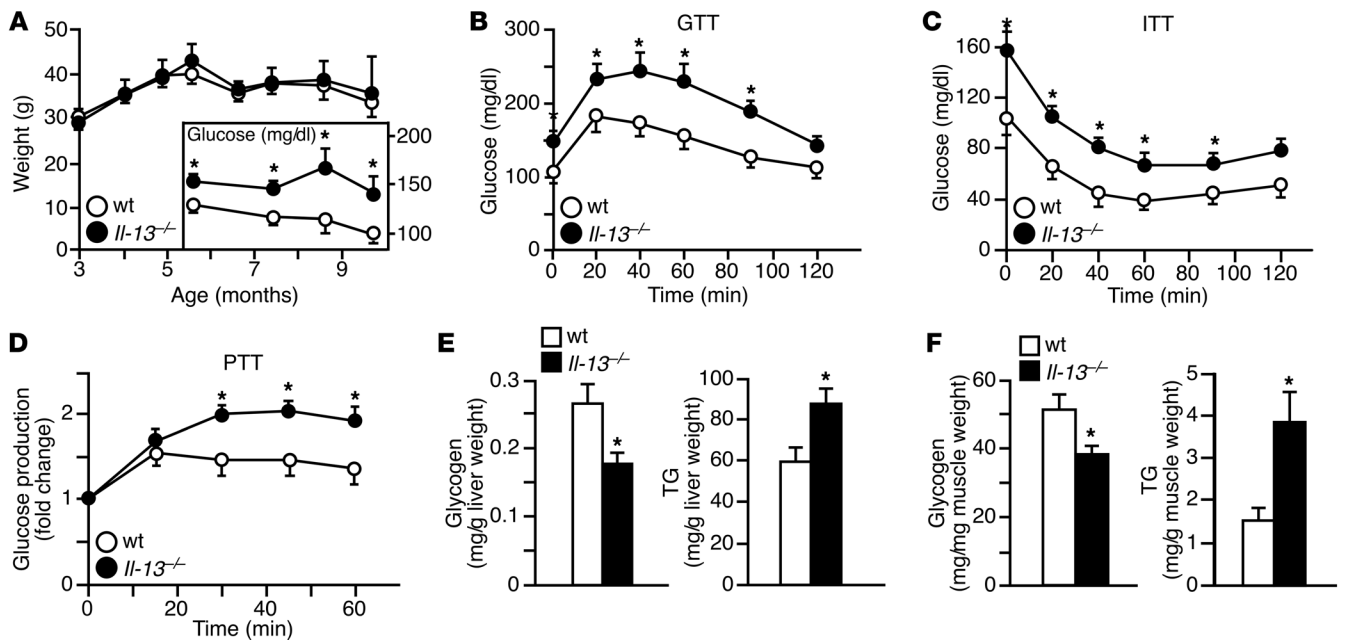 A
50
40
30
20
10
0
Weight (g)
Glucose (mg/dl)
*
*
*
*
200
150
100
wt
Il-13–/–
3
5
7
9
Age (months)
B
GTT
300
200
100
0
Glucose (mg/dl)
*
*
*
*
*
wt
Il-13–/–
0
20
40
60
80
100
120
Time (min)
C
ITT
160
120
80
40
0
Glucose (mg/dl)
*
*
*
*
*
wt
Il-13–/–
0
20
40
60
80
100
120
Time (min)
D
PTT
2
1
0
Glucose production
(fold change)
*
*
*
wt
Il-13–/–
0
20
40
60
Time (min)
E
wt
Il-13–/–
0.3
0.2
0.1
0
Glycogen
(mg/g liver weight)
*
100
80
60
40
20
0
TG
(mg/g liver weight)
*
F
wt
Il-13–/–
60
40
20
0
Glycogen
(mg/mg muscle weight)
*
5
4
3
2
1
0
TG
(mg/g muscle weight)
*